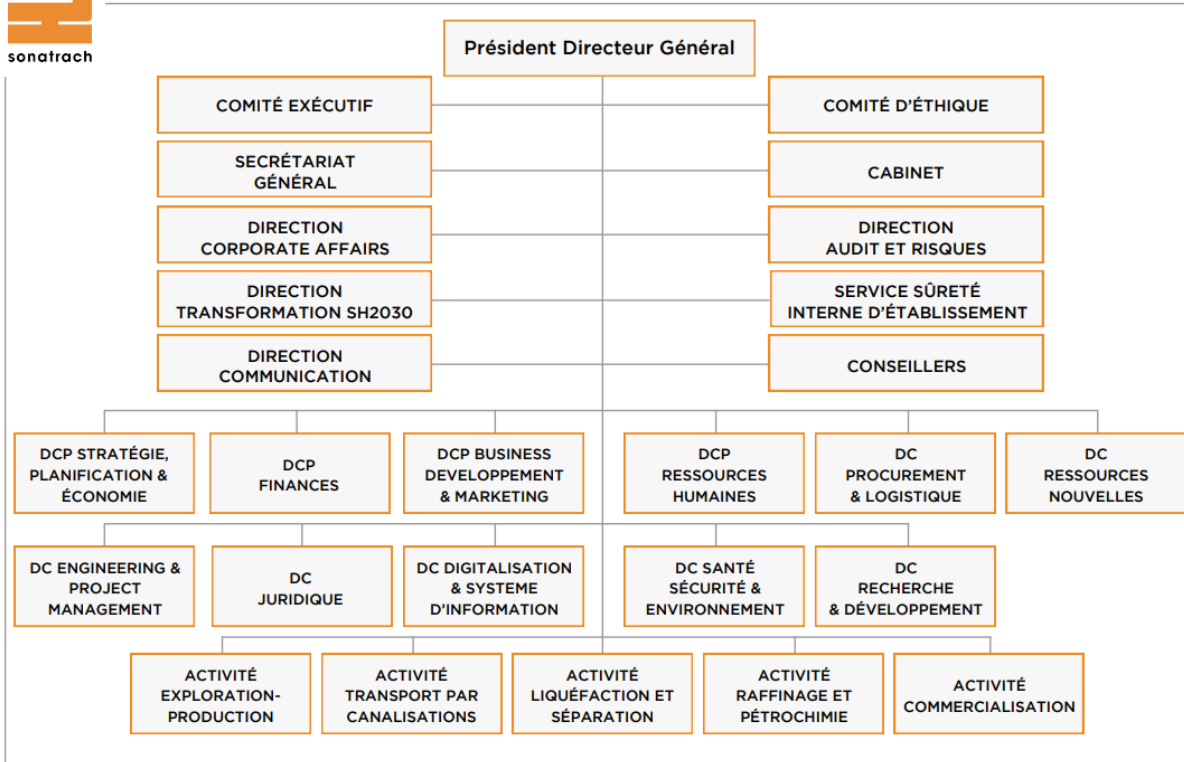 sonatrach
Président Directeur Général
COMITÉ EXÉCUTIF
COMITÉ D'ÉTHIQUE
SECRÉTARIAT
GÉNÉRAL
CABINET
DIRECTION
CORPORATE AFFAIRS
DIRECTION
AUDIT ET RISQUES
DIRECTION
TRANSFORMATION SH2030
SERVICE SÛRETÉ
INTERNE D'ÉTABLISSEMENT
DIRECTION
COMMUNICATION
CONSEILLERS
DCP STRATÉGIE,
PLANIFICATION &
ÉCONOMIE
DCP
FINANCES
DCP BUSINESS
DEVELOPPEMENT
& MARKETING
DCP
RESSOURCES
HUMAINES
DC
PROCUREMENT
& LOGISTIQUE
DC
RESSOURCES
NOUVELLES
DC ENGINEERING &
PROJECT
MANAGEMENT
DC
JURIDIQUE
DC DIGITALISATION
& SYSTEME
D'INFORMATION
DC SANTÉ
SÉCURITÉ &
ENVIRONNEMENT
DC
RECHERCHE
& DÉVELOPPEMENT
ACTIVITÉ
EXPLORATION-
PRODUCTION
ACTIVITÉ
TRANSPORT PAR
CANALISATIONS
ACTIVITÉ
LIQUÉFACTION ET
SÉPARATION
ACTIVITÉ
RAFFINAGE ET
PÉTROCHIMIE
ACTIVITÉ
COMMERCIALISATION